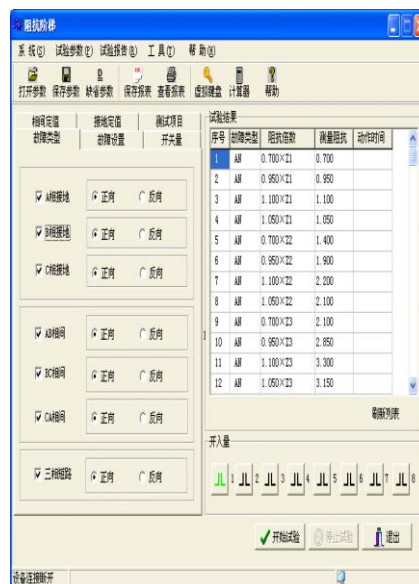 阻抗阶梯
系统(S) 试验参数(P) 试验报告(R) 工具(T) 帮助(H)
打开参数 保存参数 缺省参数 保存报表 查看报表 虚拟键盘 计算器 帮助
相间定值 接地定值 测试项目
故障类型 故障设置 开关量
A相接地 正向 反向
B相接地 正向 反向
C相接地 正向 反向
AB相间 正向 反向
BC相间 正向 反向
CA相间 正向 反向
三相短路 正向 反向
试验结果
序号 故障类型 阻抗倍数 测量阻抗 动作时间
1 AN 0.700×Z1 0.700
2 AN 0.950×Z1 0.950
3 AN 1.100×Z1 1.100
4 AN 1.050×Z1 1.050
5 AN 0.700×Z2 1.400
6 AN 0.950×Z2 1.900
7 AN 1.100×Z2 2.200
8 AN 1.050×Z2 2.100
9 AN 0.700×Z3 2.100
10 AN 0.950×Z3 2.850
11 AN 1.100×Z3 3.300
12 AN 1.050×Z3 3.150
刷新列表
开入量
1 2 3 4 5 6 7 8
开始试验 停止试验 退出
设备连接断开